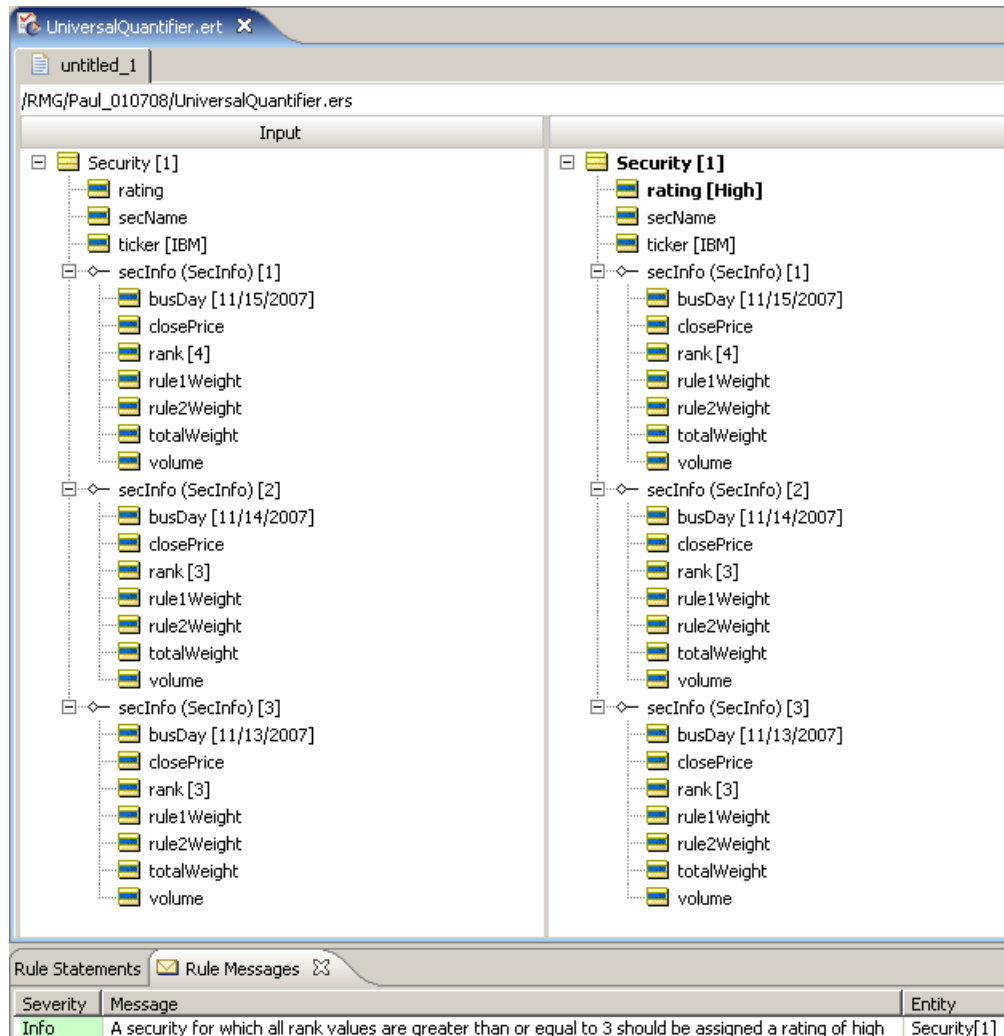 UniversalQuantifier.ert
untitled_1
/RMG/Paul_010708/UniversalQuantifier.ers
Input
Security [1]
rating
secName
ticker [IBM]
secInfo (SecInfo) [1]
busDay [11/15/2007]
closePrice
rank [4]
rule1Weight
rule2Weight
totalWeight
volume
secInfo (SecInfo) [2]
busDay [11/14/2007]
closePrice
rank [3]
rule1Weight
rule2Weight
totalWeight
volume
secInfo (SecInfo) [3]
busDay [11/13/2007]
closePrice
rank [3]
rule1Weight
rule2Weight
totalWeight
volume
Security [1]
rating [High]
secName
ticker [IBM]
secInfo (SecInfo) [1]
busDay [11/15/2007]
closePrice
rank [4]
rule1Weight
rule2Weight
totalWeight
volume
secInfo (SecInfo) [2]
busDay [11/14/2007]
closePrice
rank [3]
rule1Weight
rule2Weight
totalWeight
volume
secInfo (SecInfo) [3]
busDay [11/13/2007]
closePrice
rank [3]
rule1Weight
rule2Weight
totalWeight
volume
Rule Statements Rule Messages
Severity Message Entity
Info A security for which all rank values are greater than or equal to 3 should be assigned a rating of high Security[1]